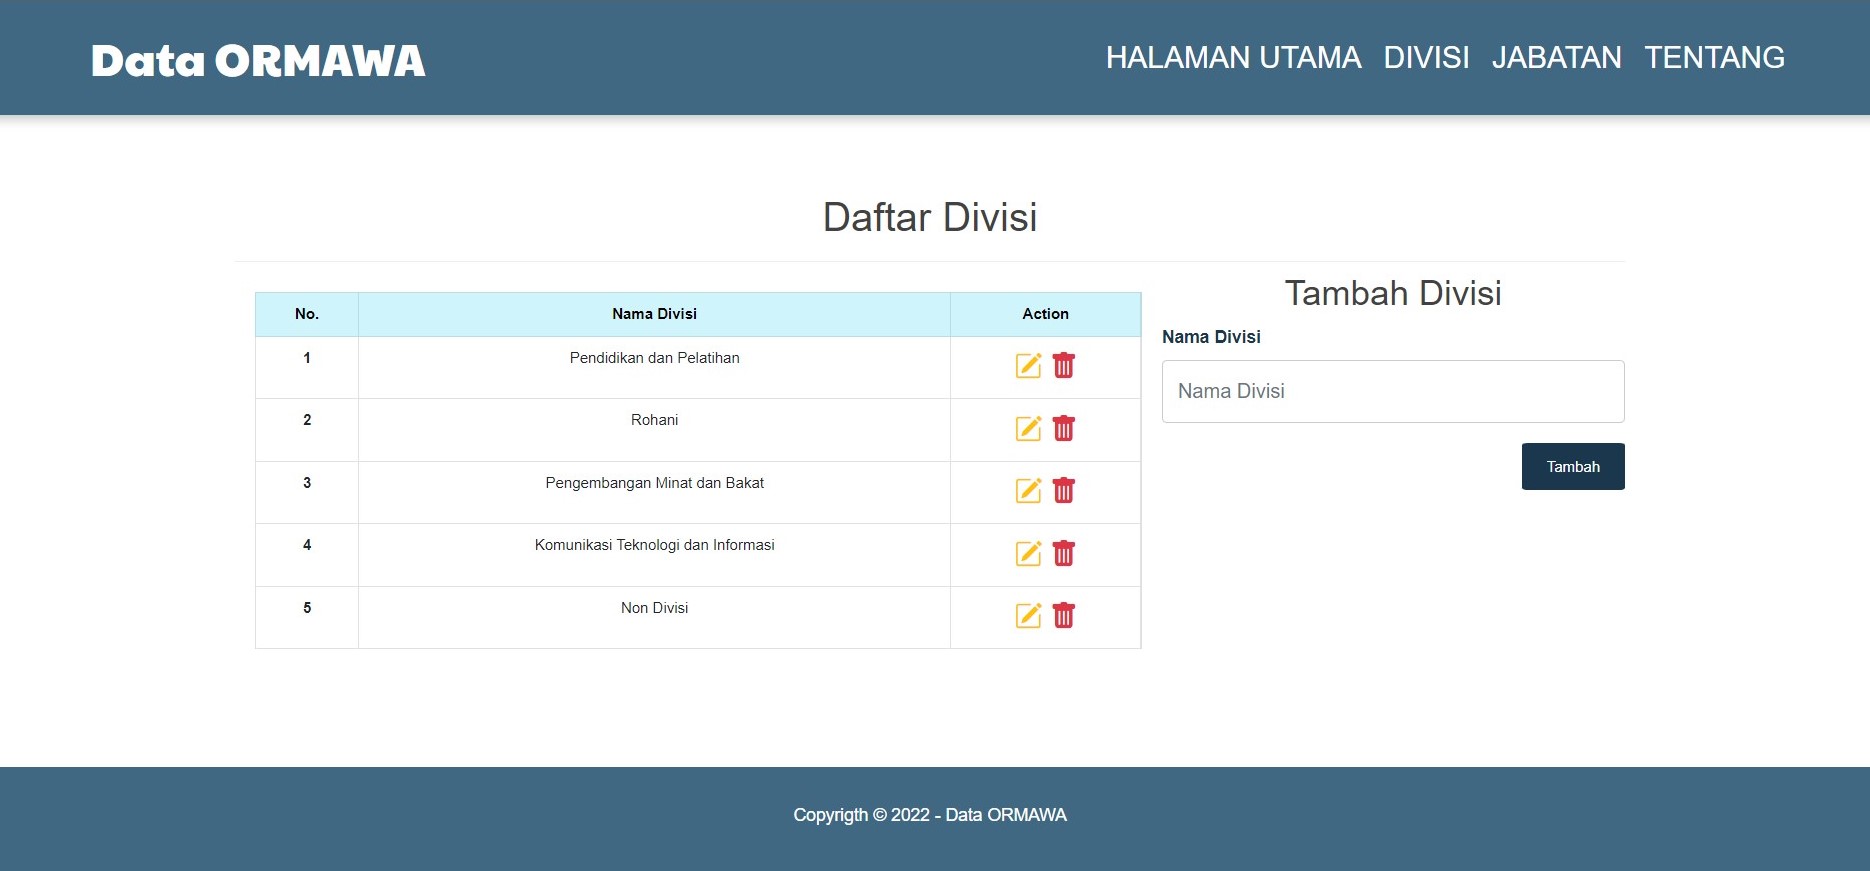 Data ORMAWA
HALAMAN UTAMA DIVISI JABATAN TENTANG
Daftar Divisi
No. Nama Divisi Action
1 Pendidikan dan Pelatihan
2 Rohani
3 Pengembangan Minat dan Bakat
4 Komunikasi Teknologi dan Informasi
5 Non Divisi
Tambah Divisi
Nama Divisi
Nama Divisi
Tambah
Copyrigth © 2022 - Data ORMAWA